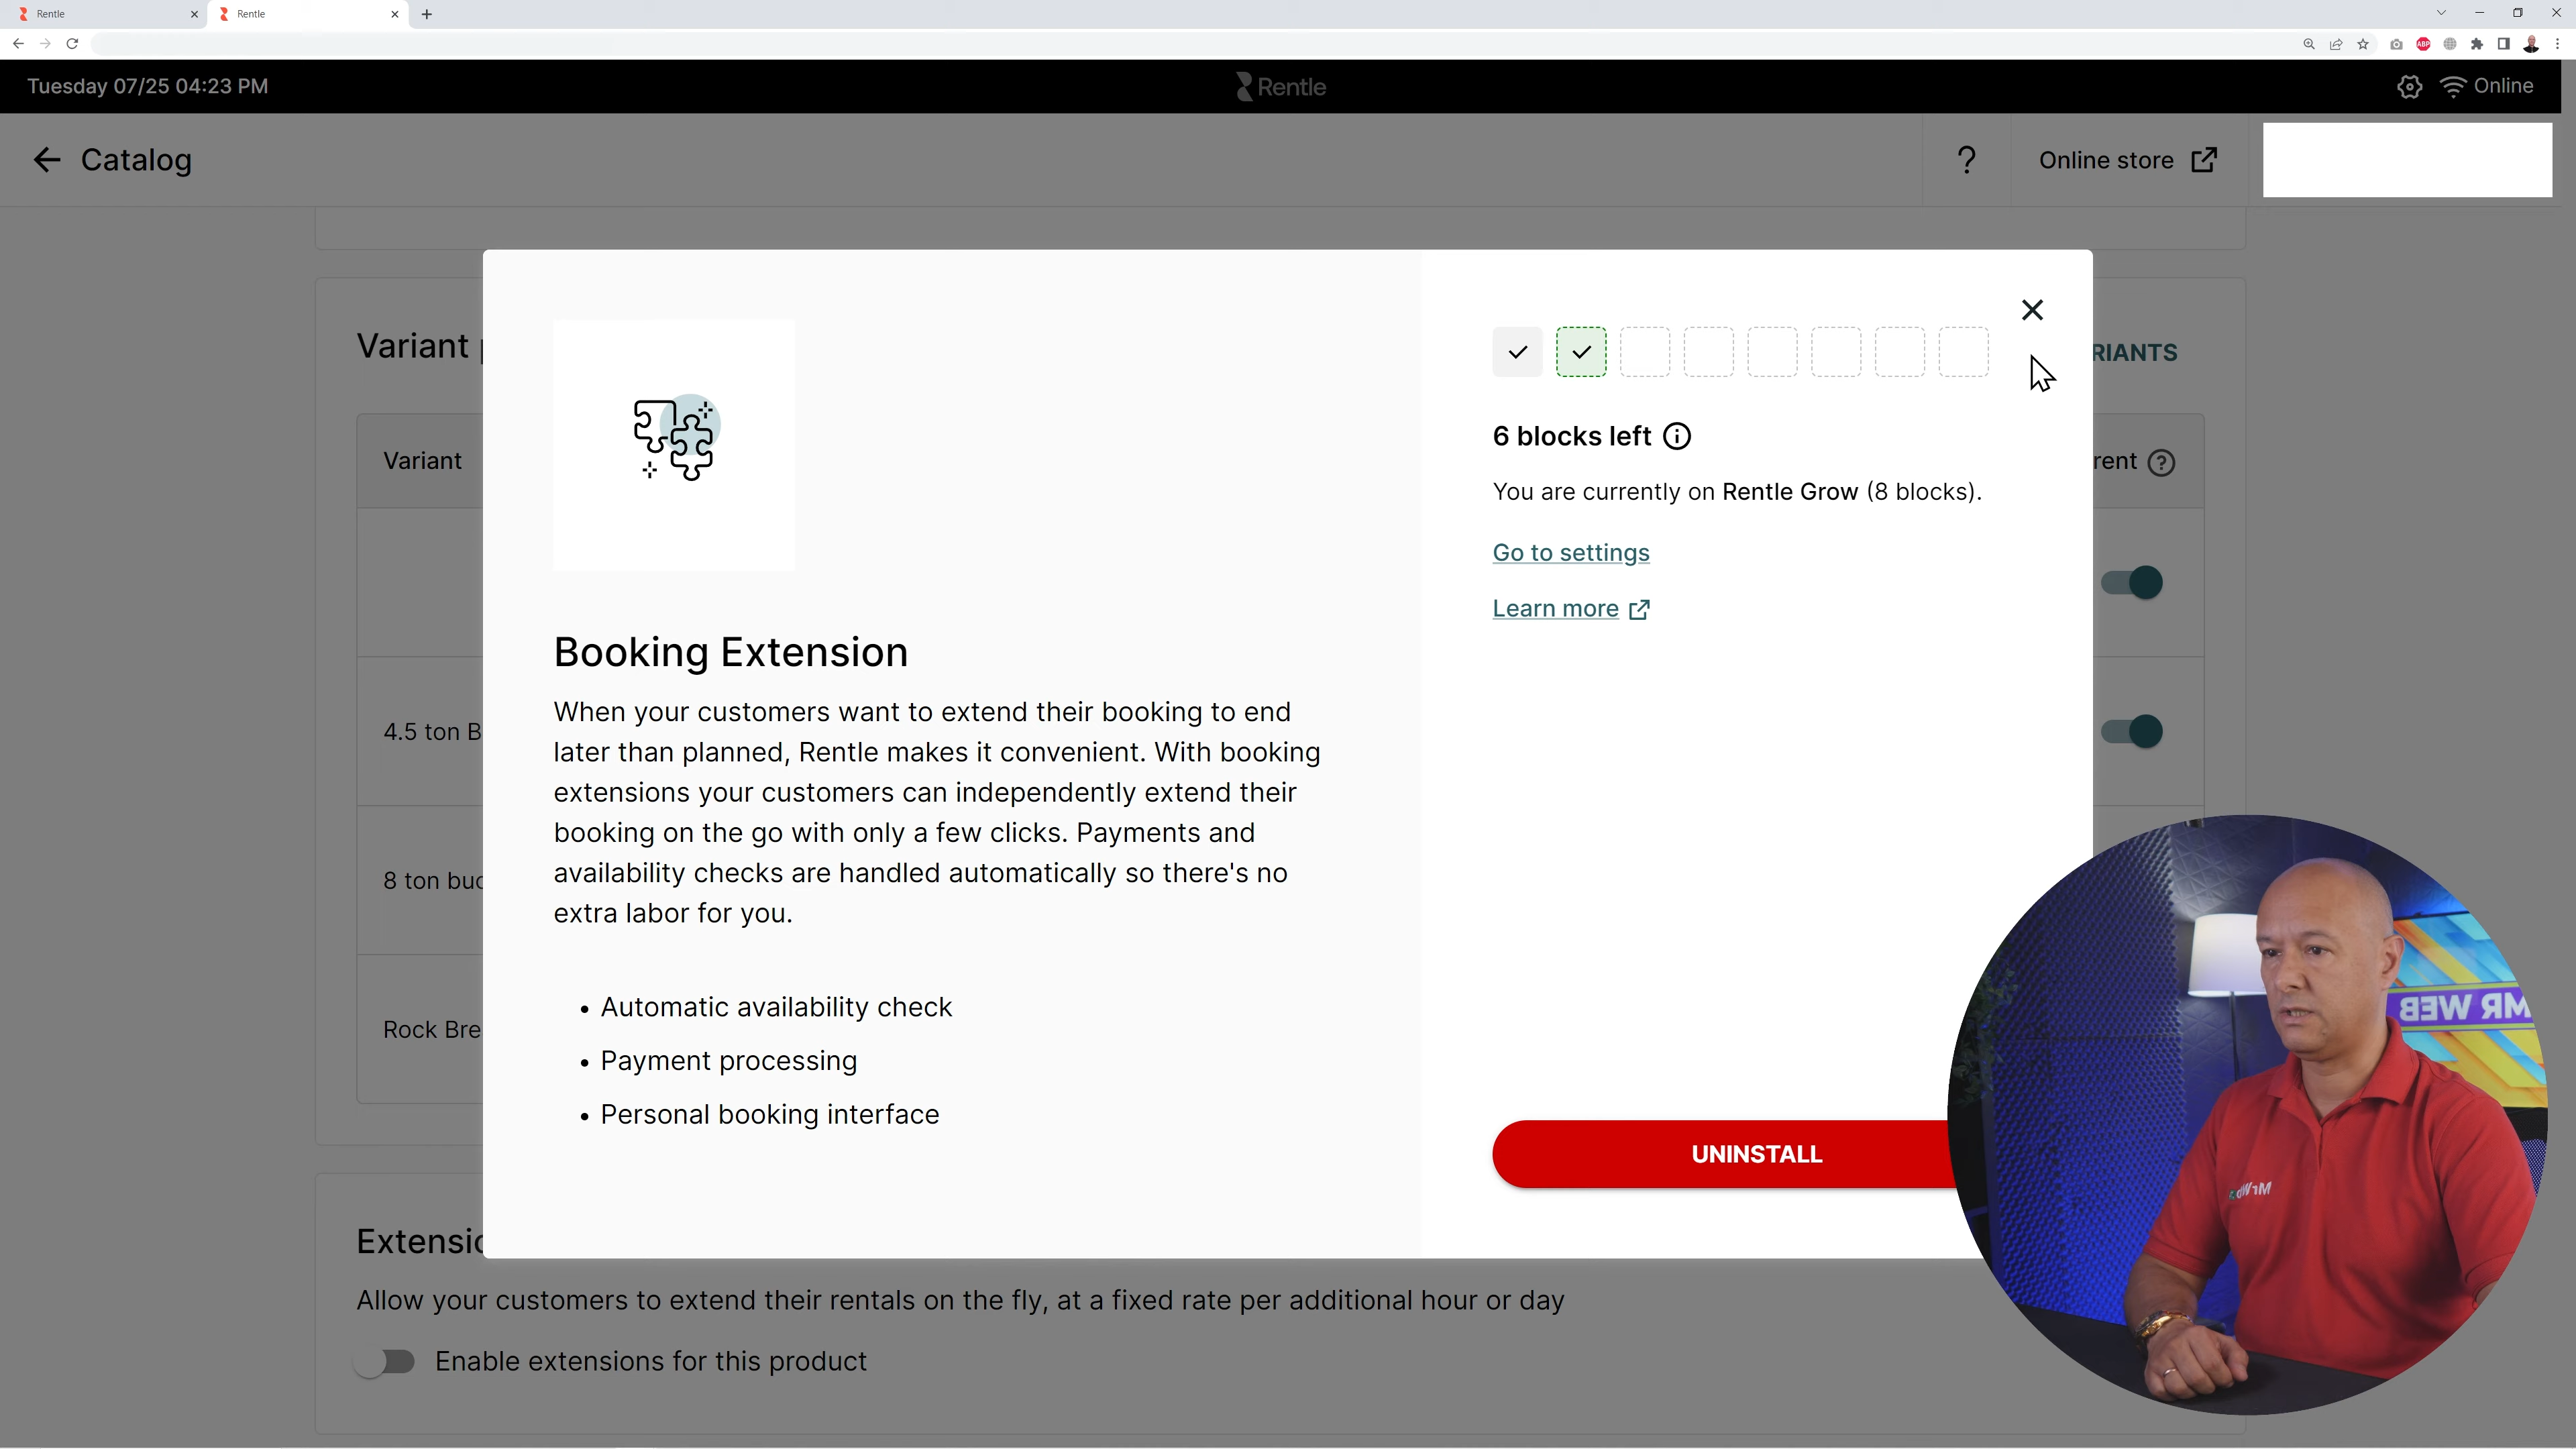 Rentle
Rentle
ABP
Tuesday 07/25 04:23 PM
Rentle
Online
Catalog
?
Online store
Variant
RIANTS
Variant
rent
4.5 ton B
8 ton buc
Rock Bre
6 blocks left
You are currently on Rentle Grow (8 blocks).
Go to settings
Learn more
Booking Extension
When your customers want to extend their booking to end
later than planned, Rentle makes it convenient. With booking
extensions your customers can independently extend their
booking on the go with only a few clicks. Payments and
availability checks are handled automatically so there's no
extra labor for you.
• Automatic availability check
• Payment processing
• Personal booking interface
UNINSTALL
MR WEB
Extensio
Allow your customers to extend their rentals on the fly, at a fixed rate per additional hour or day
Enable extensions for this product